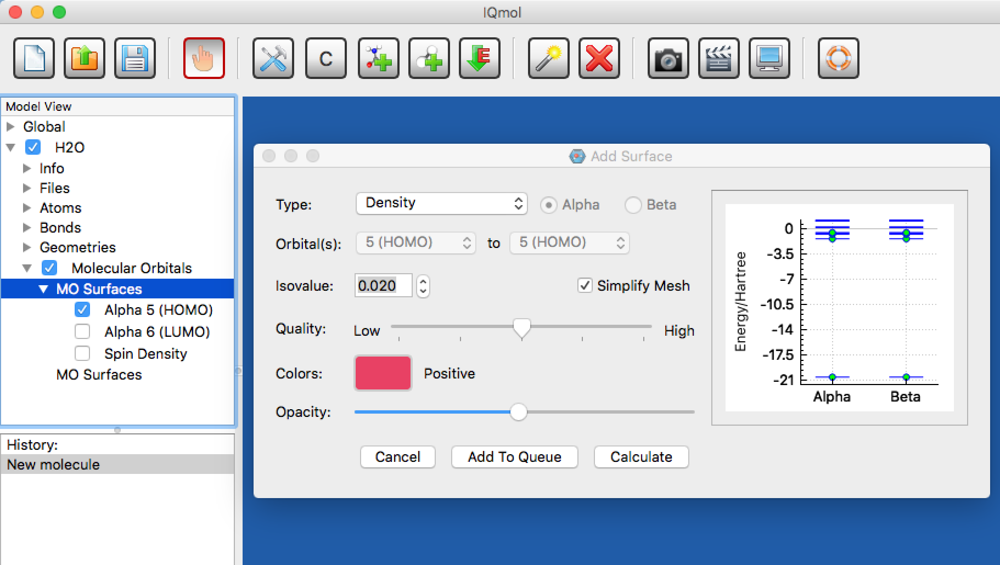 IQmol
C
E
Model View
Global
H2O
Info
Files
Atoms
Bonds
Geometries
Molecular Orbitals
MO Surfaces
Alpha 5 (HOMO)
Alpha 6 (LUMO)
Spin Density
MO Surfaces
History:
New molecule
Add Surface
Type: Density Alpha Beta
Orbital(s): 5 (HOMO) to 5 (HOMO)
Isovalue: 0.020 Simplify Mesh
Quality: Low High
Colors: Positive
Opacity:
Cancel Add To Queue Calculate
Energy/Hartree
0
-3.5
-7
-10.5
-14
-17.5
-21
Alpha Beta